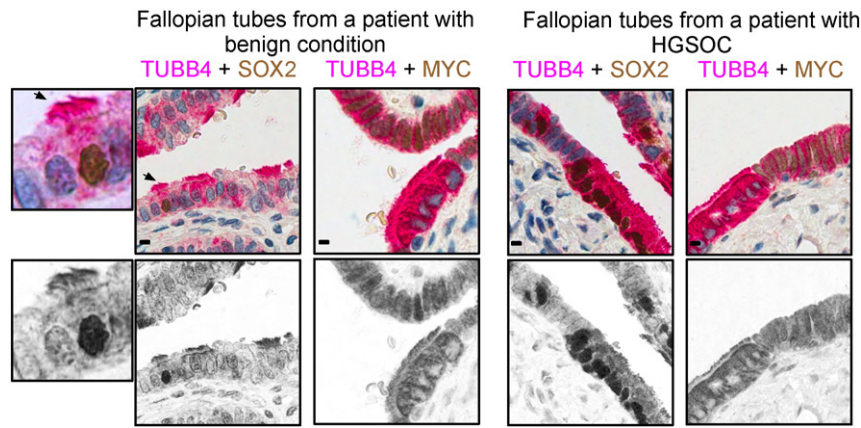 Fallopian tubes from a patient with
benign condition
TUBB4 + SOX2 TUBB4 + MYC
Fallopian tubes from a patient with
HGSOC
TUBB4 + SOX2 TUBB4 + MYC